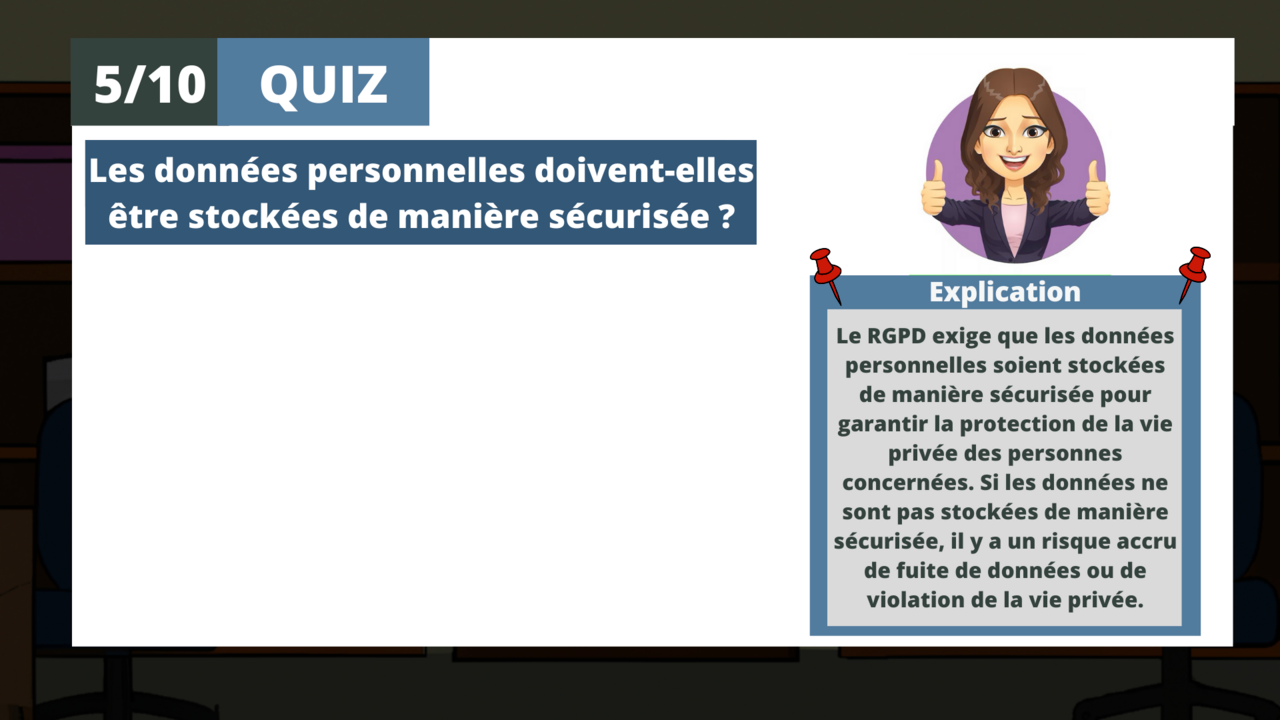 5/10 QUIZ
Les données personnelles doivent-elles
être stockées de manière sécurisée ?
Explication
Le RGPD exige que les données
personnelles soient stockées
de manière sécurisée pour
garantir la protection de la vie
privée des personnes
concernées. Si les données ne
sont pas stockées de manière
sécurisée, il y a un risque accru
de fuite de données ou de
violation de la vie privée.